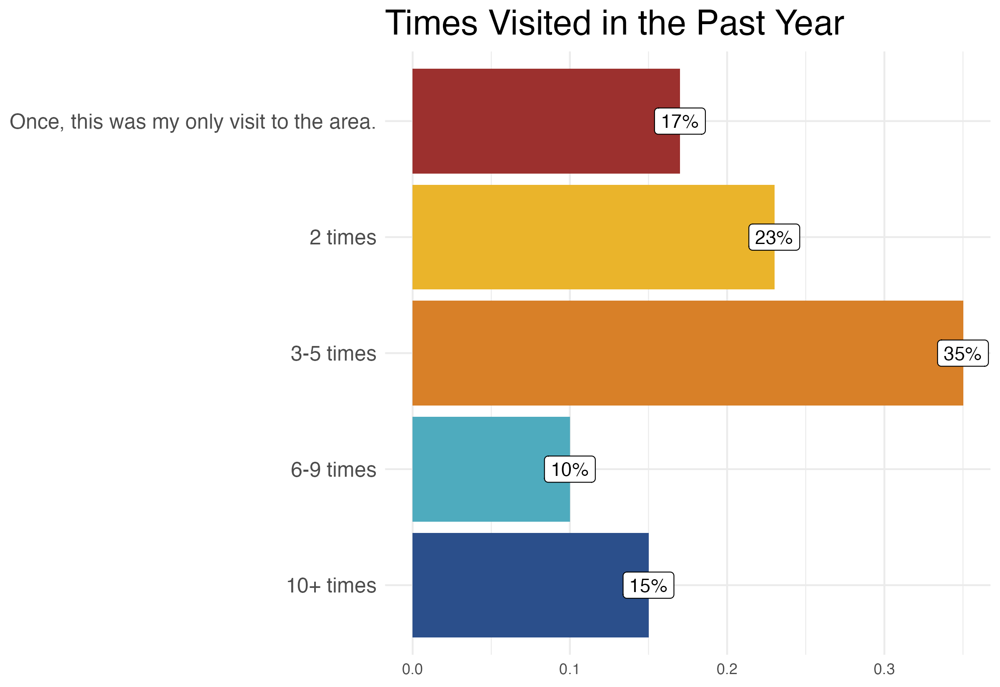 Times Visited in the Past Year
Once, this was my only visit to the area.
17%
2 times
23%
3-5 times
35%
6-9 times
10%
10+ times
15%
0.0
0.1
0.2
0.3